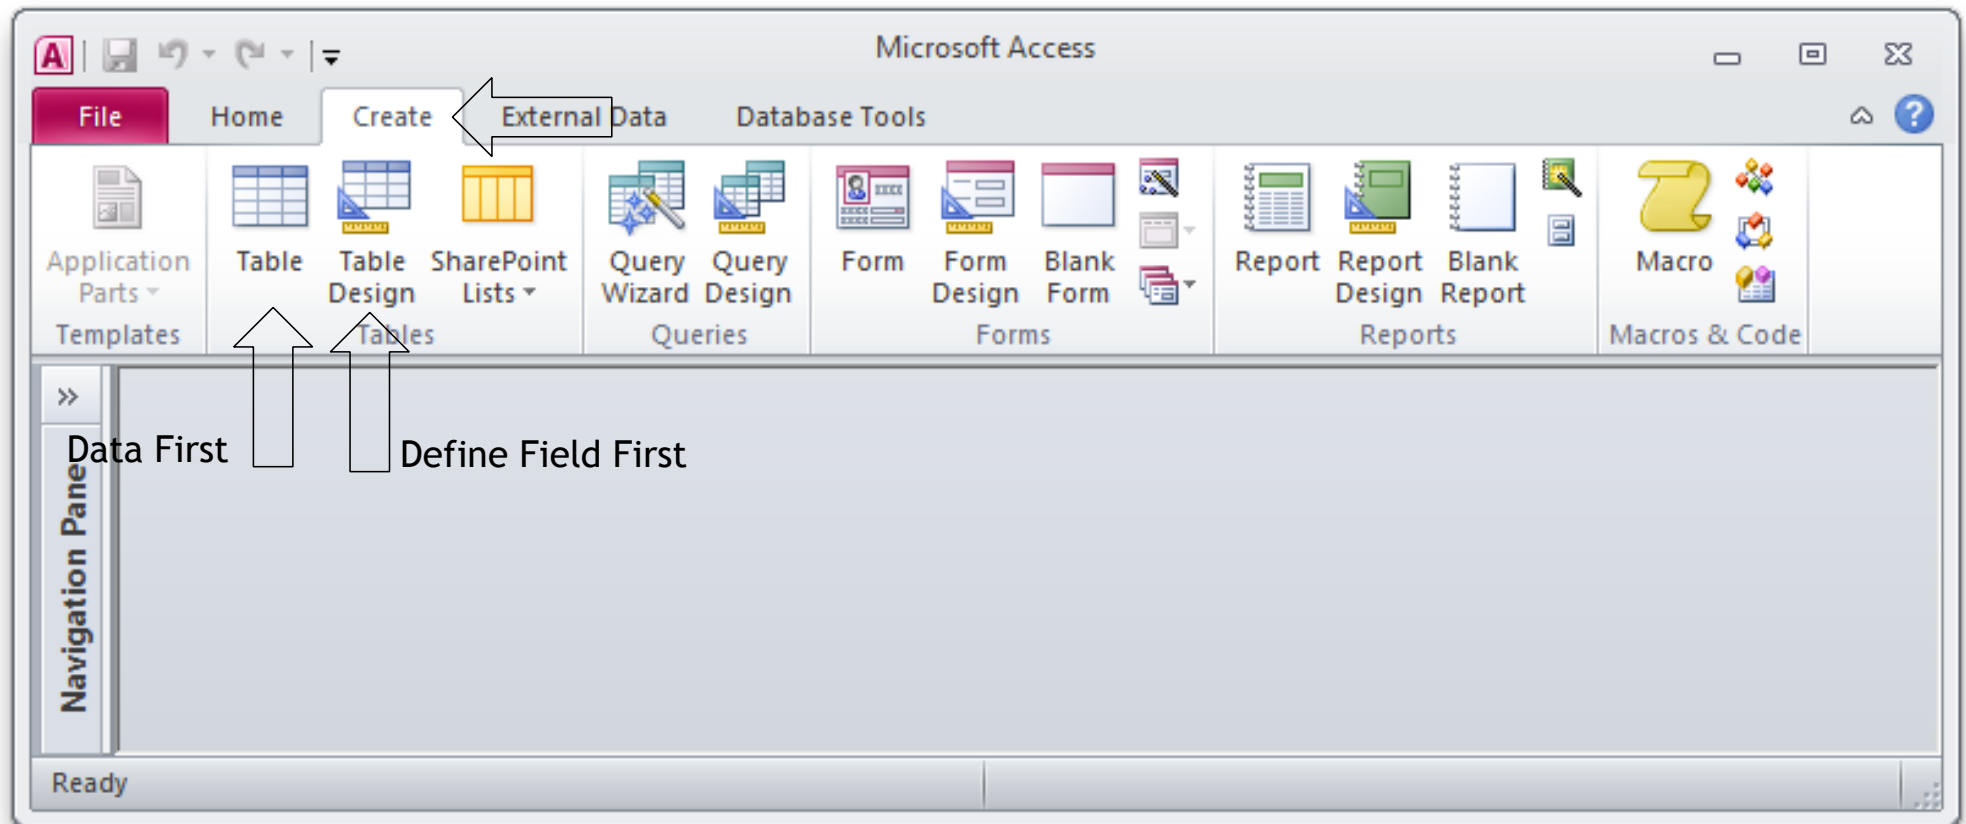 A
Microsoft Access
File Home Create External Data Database Tools
?
Application
Parts
Table
Table
Design
SharePoint
Lists
Query
Wizard
Query
Design
Form
Form
Design
Blank
Form
Report
Report
Design
Blank
Report
Macro
Templates
Tables
Queries
Forms
Reports
Macros & Code
»
Data First
Define Field First
Navigation Pane
Ready